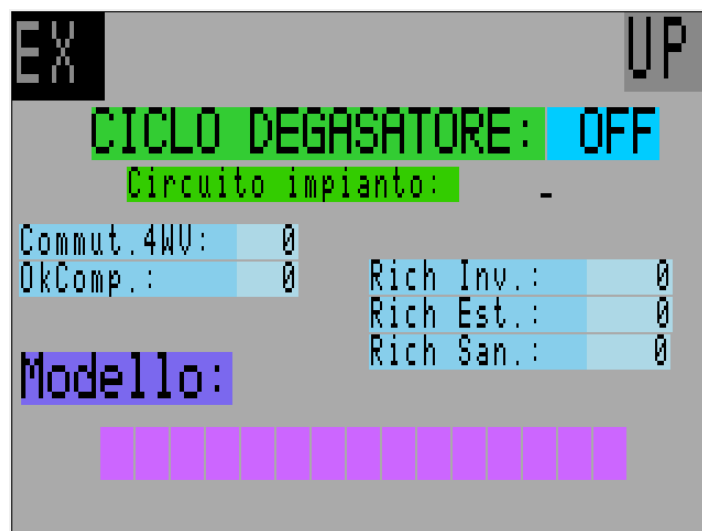 EX UP
CICLO DEGASATORE: OFF
Circuito impianto: _
Commut.4WV: 0
OkComp.: 0
Rich Inv.: 0
Rich Est.: 0
Rich San.: 0
Modello: